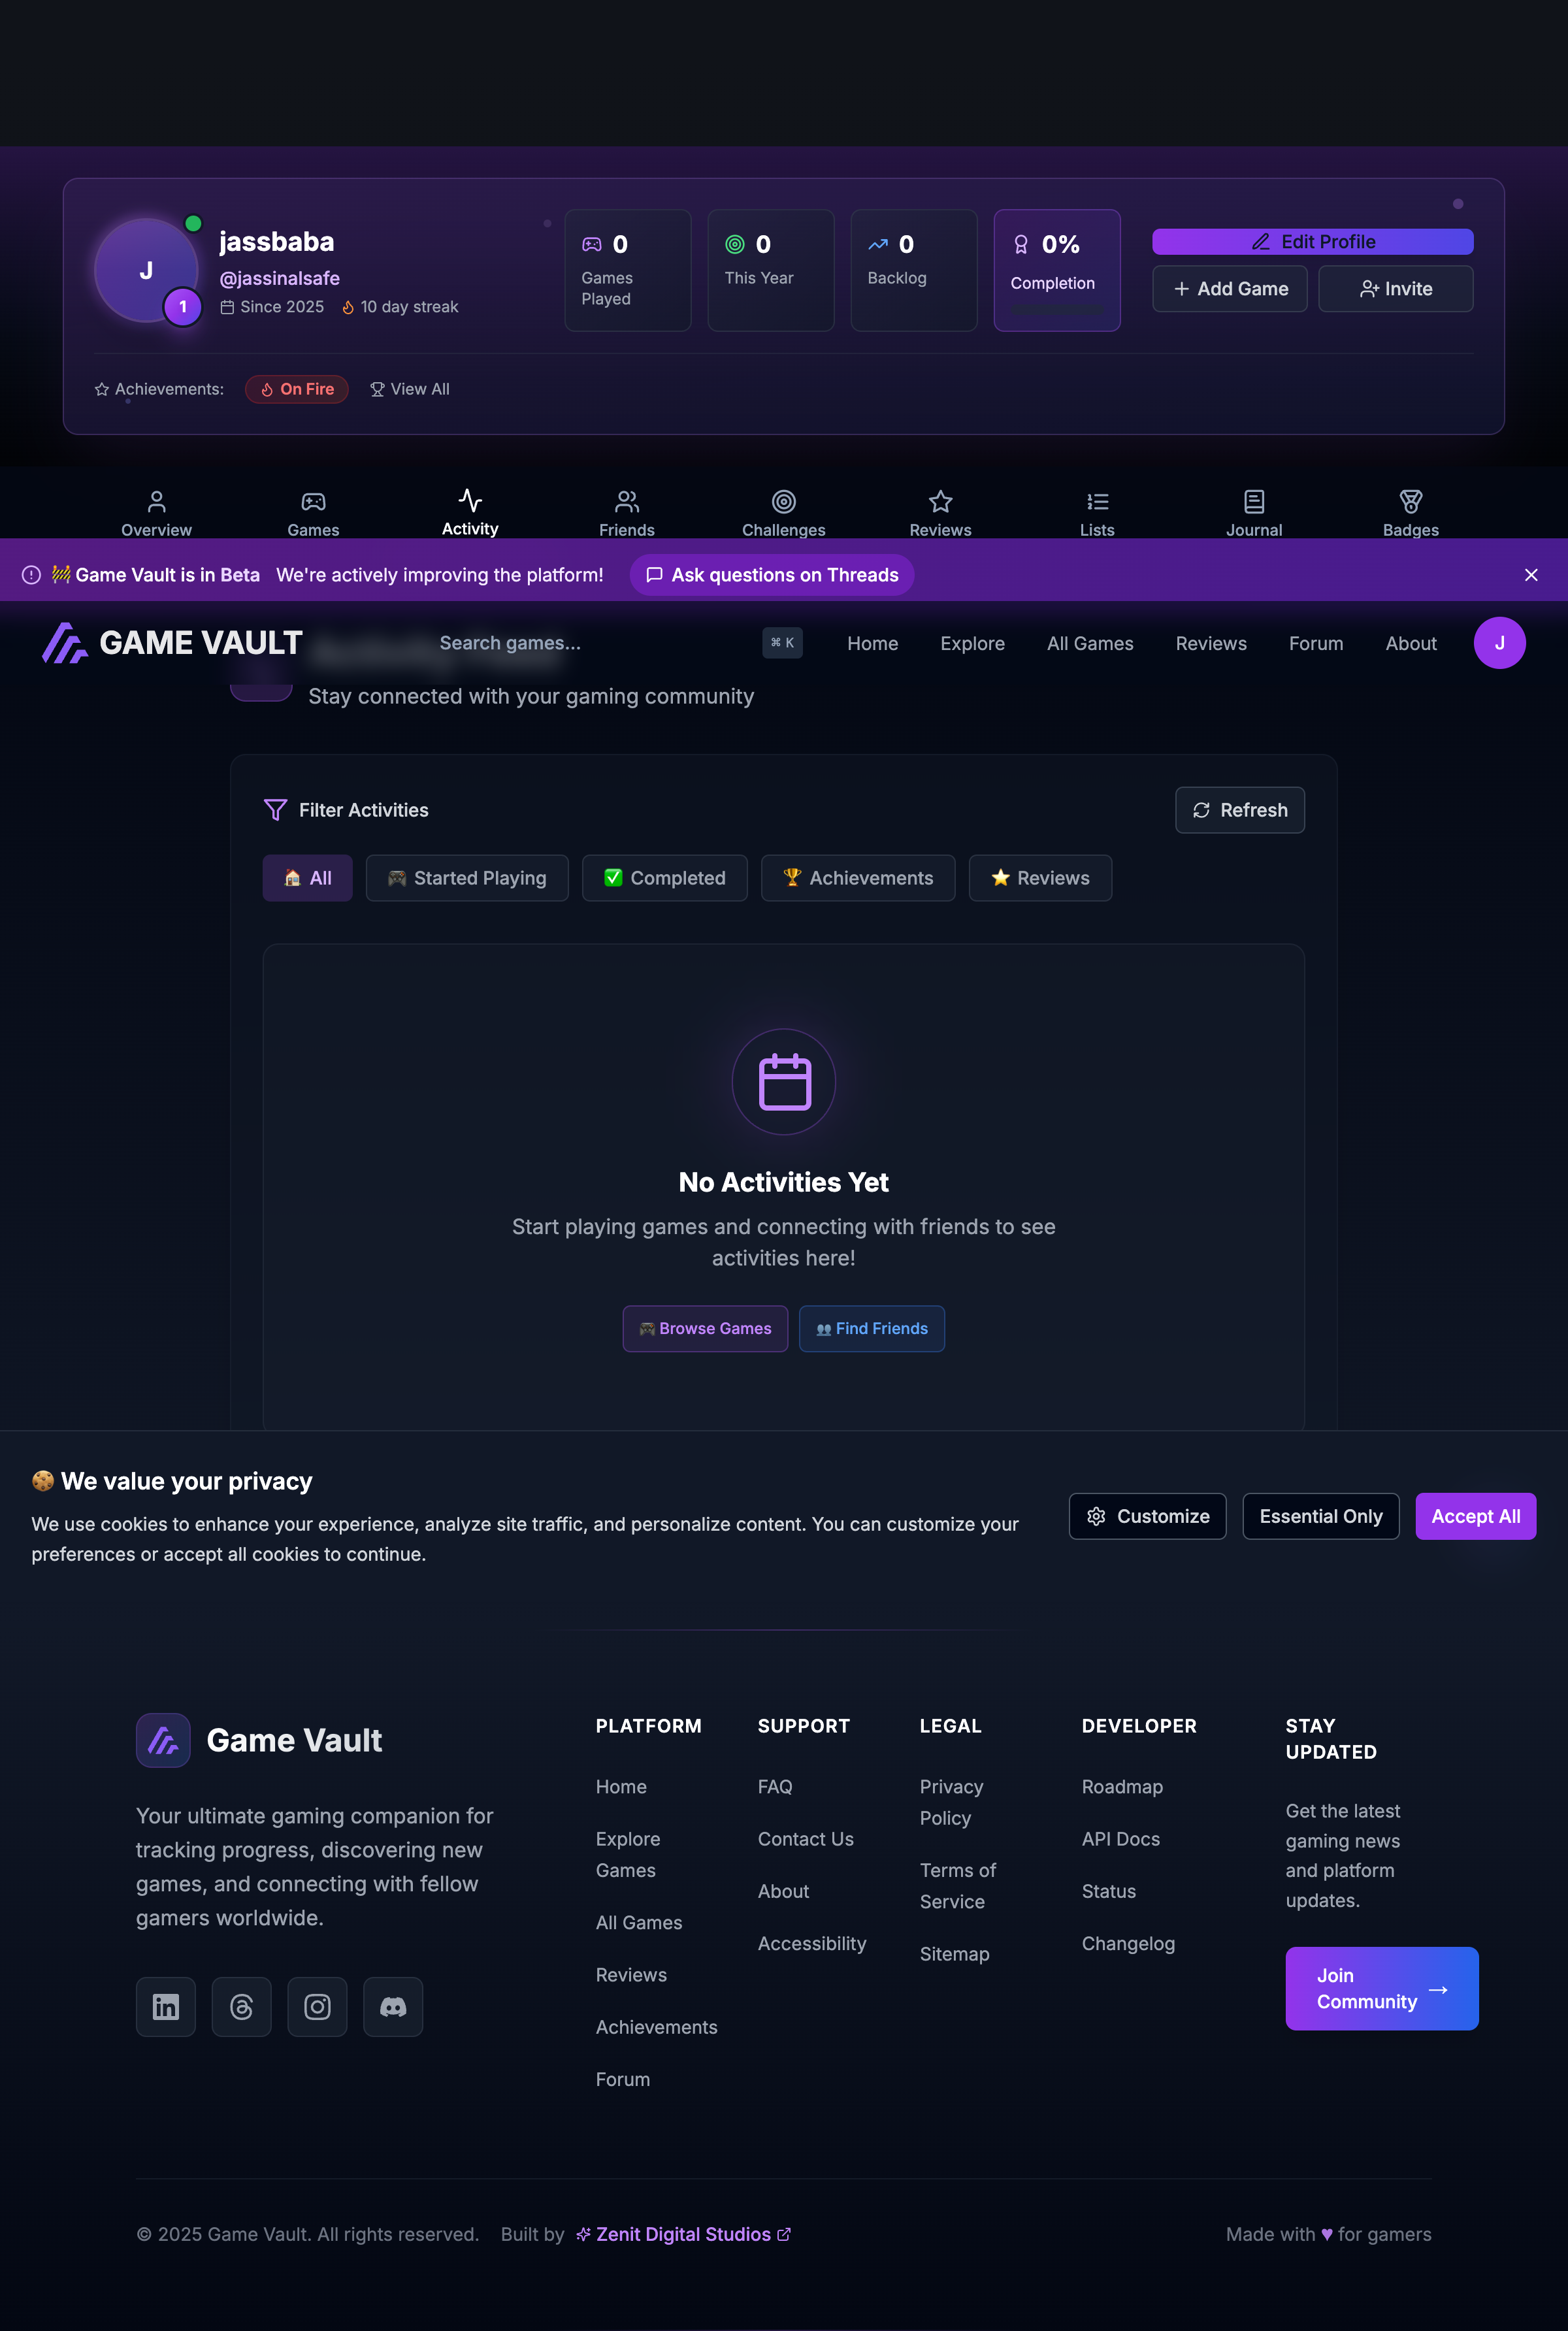 J
1
jassbaba
@jassinalsafe
Since 2025 10 day streak
0
Games
Played
0
This Year
0
Backlog
0%
Completion
Edit Profile
Add Game
Invite
Achievements: On Fire View All
Overview Games Activity Friends Challenges Reviews Lists Journal Badges
🚧 Game Vault is in Beta We're actively improving the platform! Ask questions on Threads
GAME VAULT Search games... ⌘ K Home Explore All Games Reviews Forum About J
Stay connected with your gaming community
Filter Activities Refresh
🏠 All 🎮 Started Playing ✅ Completed 🏆 Achievements ⭐ Reviews
No Activities Yet
Start playing games and connecting with friends to see
activities here!
🎮 Browse Games 👥 Find Friends
🍪 We value your privacy
We use cookies to enhance your experience, analyze site traffic, and personalize content. You can customize your
preferences or accept all cookies to continue.
Customize Essential Only Accept All
Game Vault
Your ultimate gaming companion for
tracking progress, discovering new
games, and connecting with fellow
gamers worldwide.
PLATFORM
Home
Explore
Games
All Games
Reviews
Achievements
Forum
SUPPORT
FAQ
Contact Us
About
Accessibility
LEGAL
Privacy
Policy
Terms of
Service
Sitemap
DEVELOPER
Roadmap
API Docs
Status
Changelog
STAY
UPDATED
Get the latest
gaming news
and platform
updates.
Join
Community →
© 2025 Game Vault. All rights reserved. Built by Zenit Digital Studios
Made with ♥ for gamers